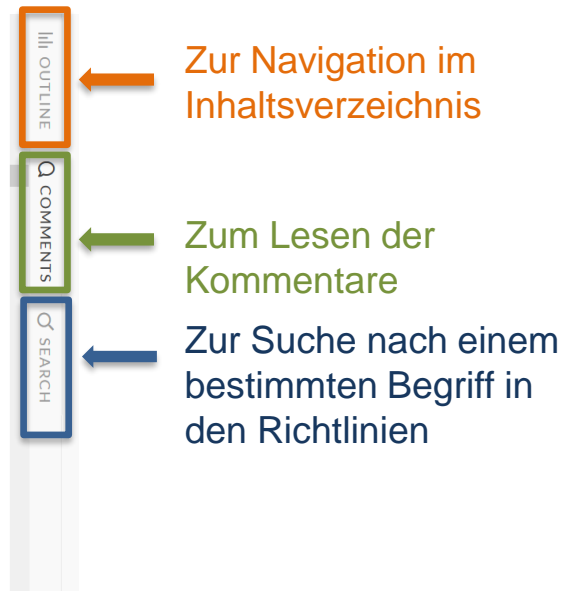 OUTLINE
Zur Navigation im
Inhaltsverzeichnis
COMMENTS
Zum Lesen der
Kommentare
SEARCH
Zur Suche nach einem
bestimmten Begriff in
den Richtlinien